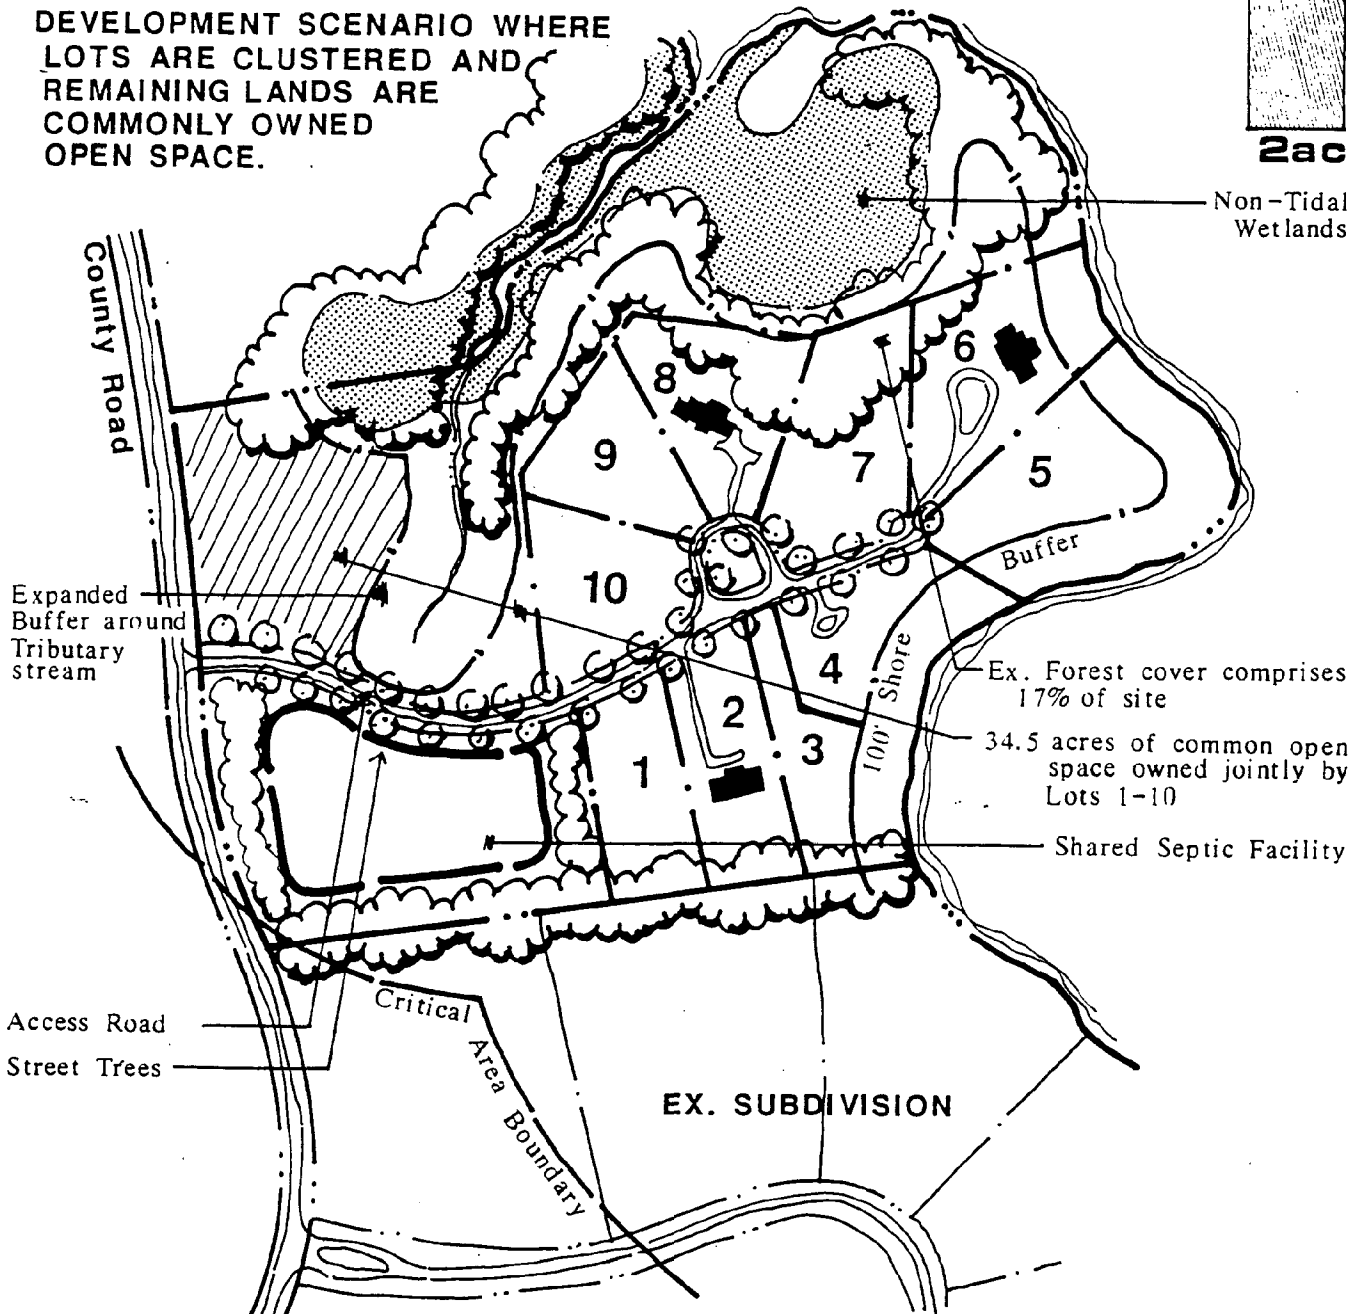 DEVELOPMENT SCENARIO WHERE
LOTS ARE CLUSTERED AND
REMAINING LANDS ARE
COMMONLY OWNED
OPEN SPACE.
2ac
Non-Tidal
Wetlands
County Road
6
8
9
7
5
Buffer
10
Expanded
Buffer around
Tributary
stream
4
Shore
100'
2
3
1
Ex. Forest cover comprises
17% of site
34.5 acres of common open
space owned jointly by
Lots 1-10
Shared Septic Facility
Access Road
Street Trees
Critical
Area Boundary
EX. SUBDIVISION